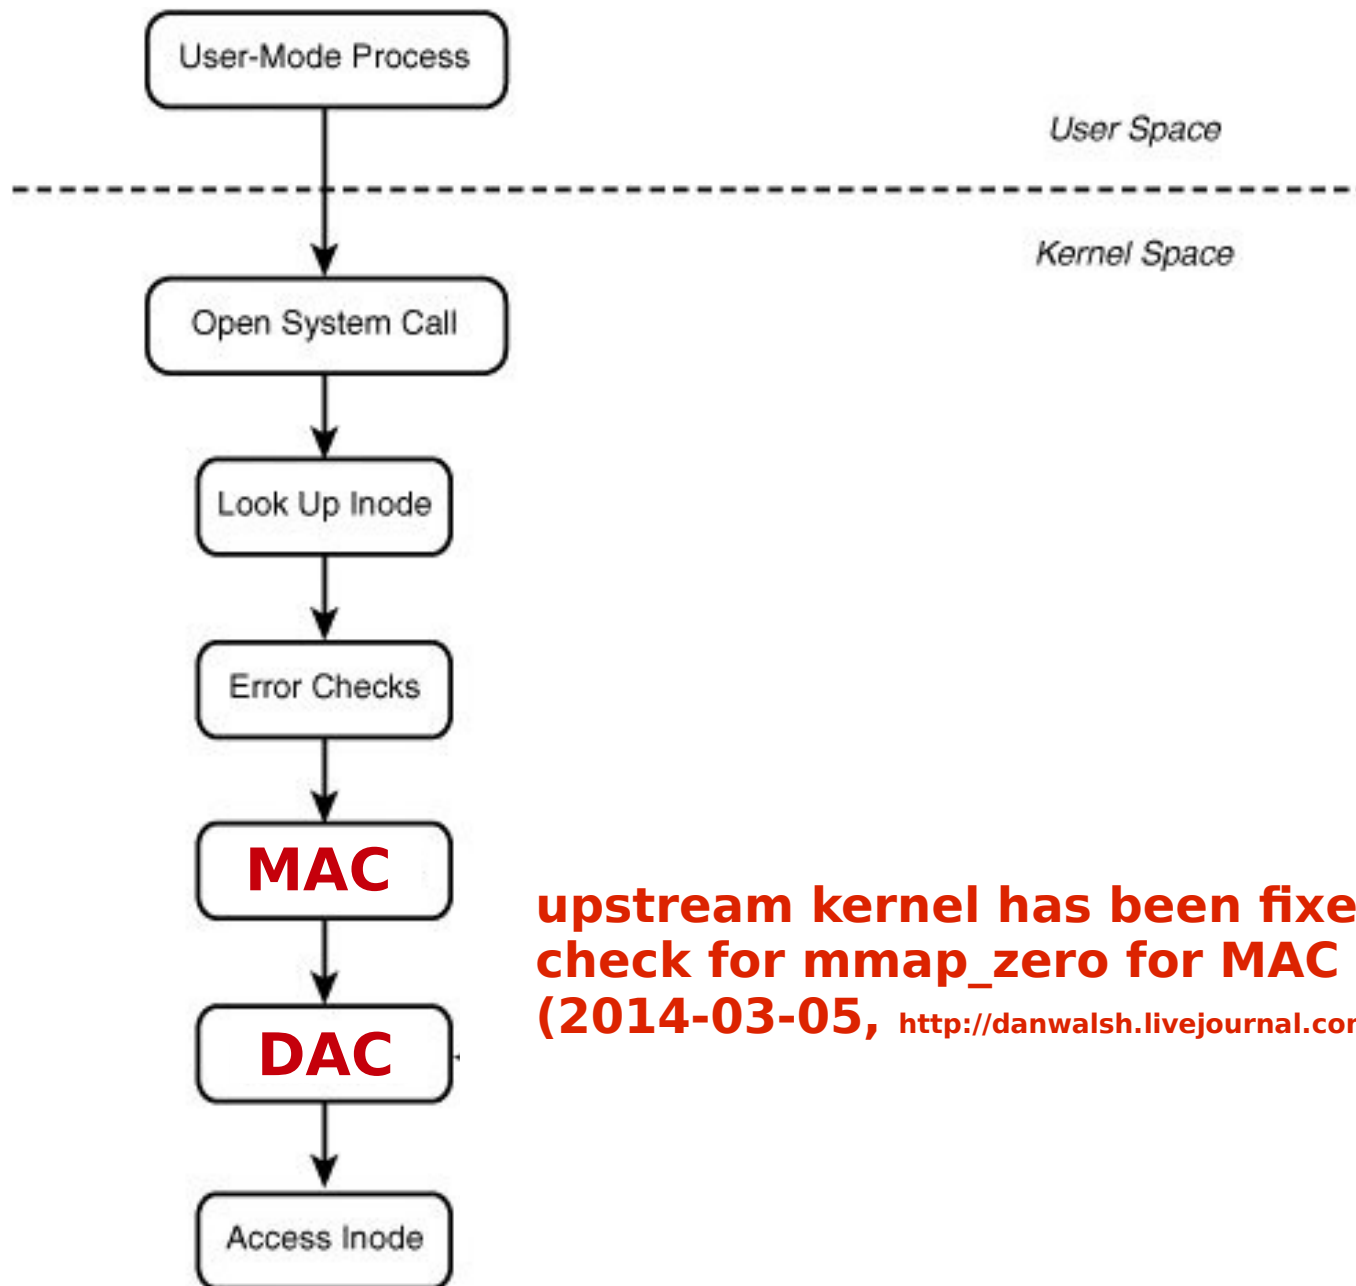 User-Mode Process
User Space
Kernel Space
Open System Call
Look Up Inode
Error Checks
MAC
upstream kernel has been fixe
check for mmap_zero for MAC
(2014-03-05, http://danwalsh.livejournal.co
DAC
Access Inode